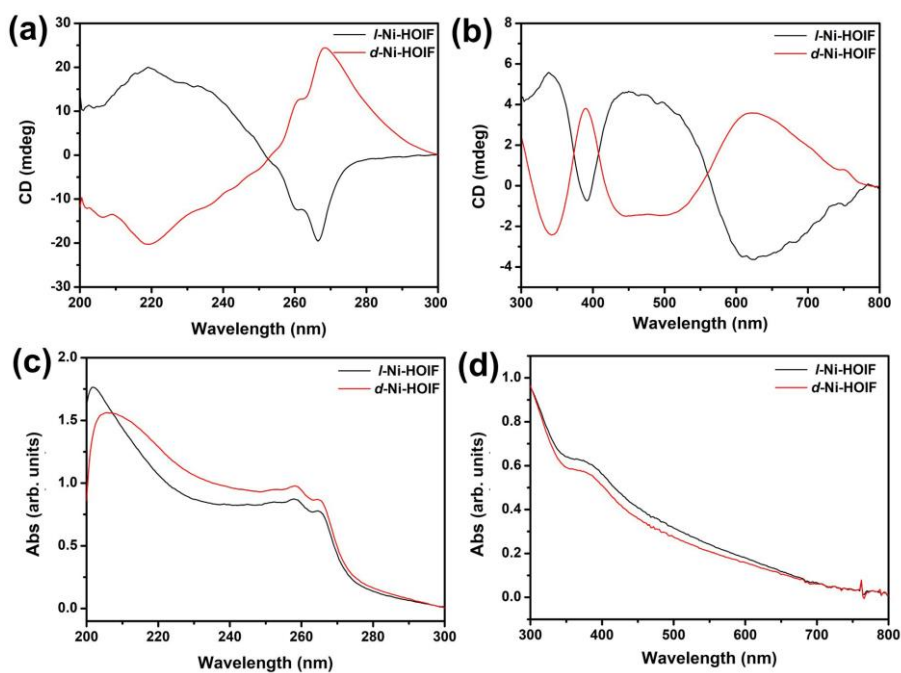 (a)
l-Ni-HOIF
d-Ni-HOIF
CD (mdeg)
30
20
10
0
-10
-20
-30
200
220
240
260
280
300
Wavelength (nm)
(b)
l-Ni-HOIF
d-Ni-HOIF
CD (mdeg)
8
4
0
-4
300
400
500
600
700
800
Wavelength (nm)
(c)
l-Ni-HOIF
d-Ni-HOIF
Abs (arb. units)
2.0
1.5
1.0
0.5
0.0
200
220
240
260
280
300
Wavelength (nm)
(d)
l-Ni-HOIF
d-Ni-HOIF
Abs (arb. units)
1.0
0.8
0.6
0.4
0.2
0.0
300
400
500
600
700
800
Wavelength (nm)